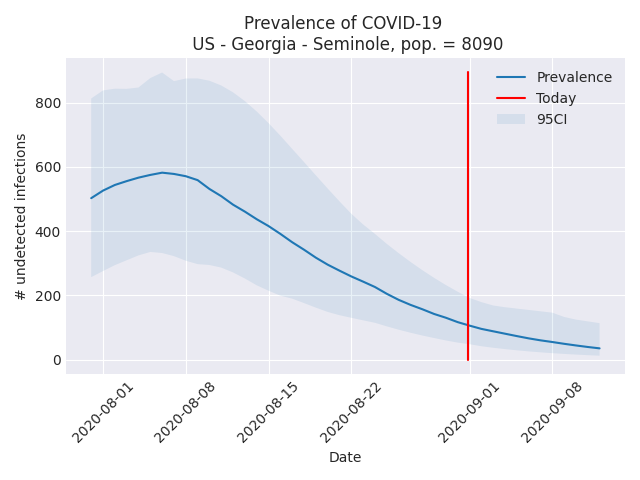 Prevalence of COVID-19
US - Georgia - Seminole, pop. = 8090
Prevalence
Today
95CI
# undetected infections
800
600
400
200
0
2020-08-01
2020-08-08
2020-08-15
2020-08-22
2020-09-01
2020-09-08
Date